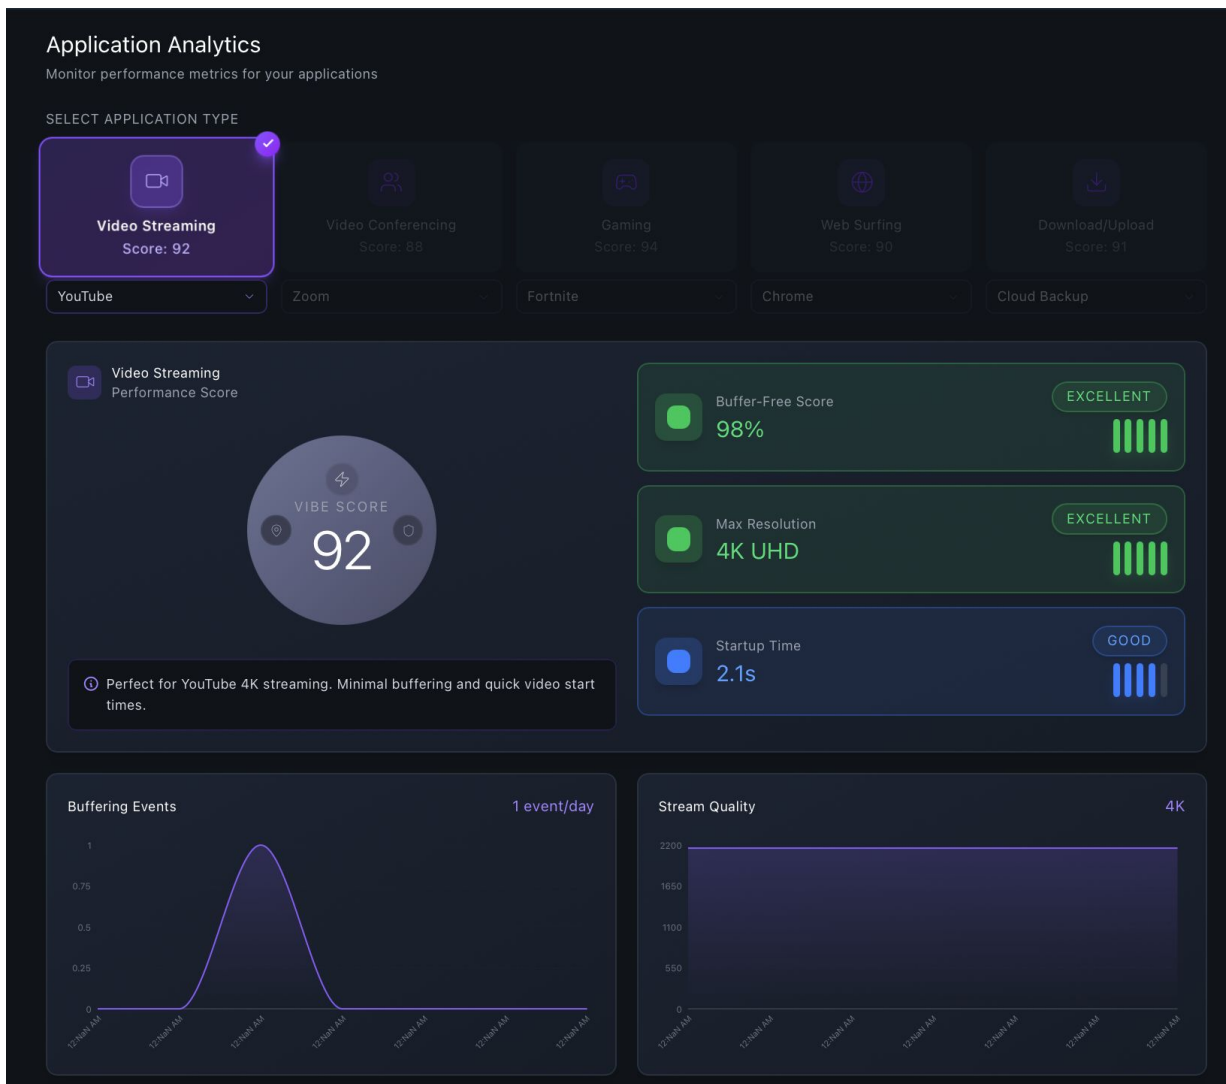 Application Analytics
Monitor performance metrics for your applications
SELECT APPLICATION TYPE
Video Streaming
Score: 92
Video Conferencing
Score: 88
Gaming
Score: 94
Web Surfing
Score: 90
Download/Upload
Score: 91
YouTube
Zoom
Fortnite
Chrome
Cloud Backup
Video Streaming
Performance Score
VIBE SCORE
92
Perfect for YouTube 4K streaming. Minimal buffering and quick video start
times.
Buffer-Free Score
98%
EXCELLENT
Max Resolution
4K UHD
EXCELLENT
Startup Time
2.1s
GOOD
Buffering Events
1 event/day
1
0.75
0.5
0.25
0
12:NaN AM
12:NaN AM
12:NaN AM
12:NaN AM
12:NaN AM
12:NaN AM
12:NaN AM
Stream Quality
4K
2200
1650
1100
550
0
12:NaN AM
12:NaN AM
12:NaN AM
12:NaN AM
12:NaN AM
12:NaN AM
12:NaN AM